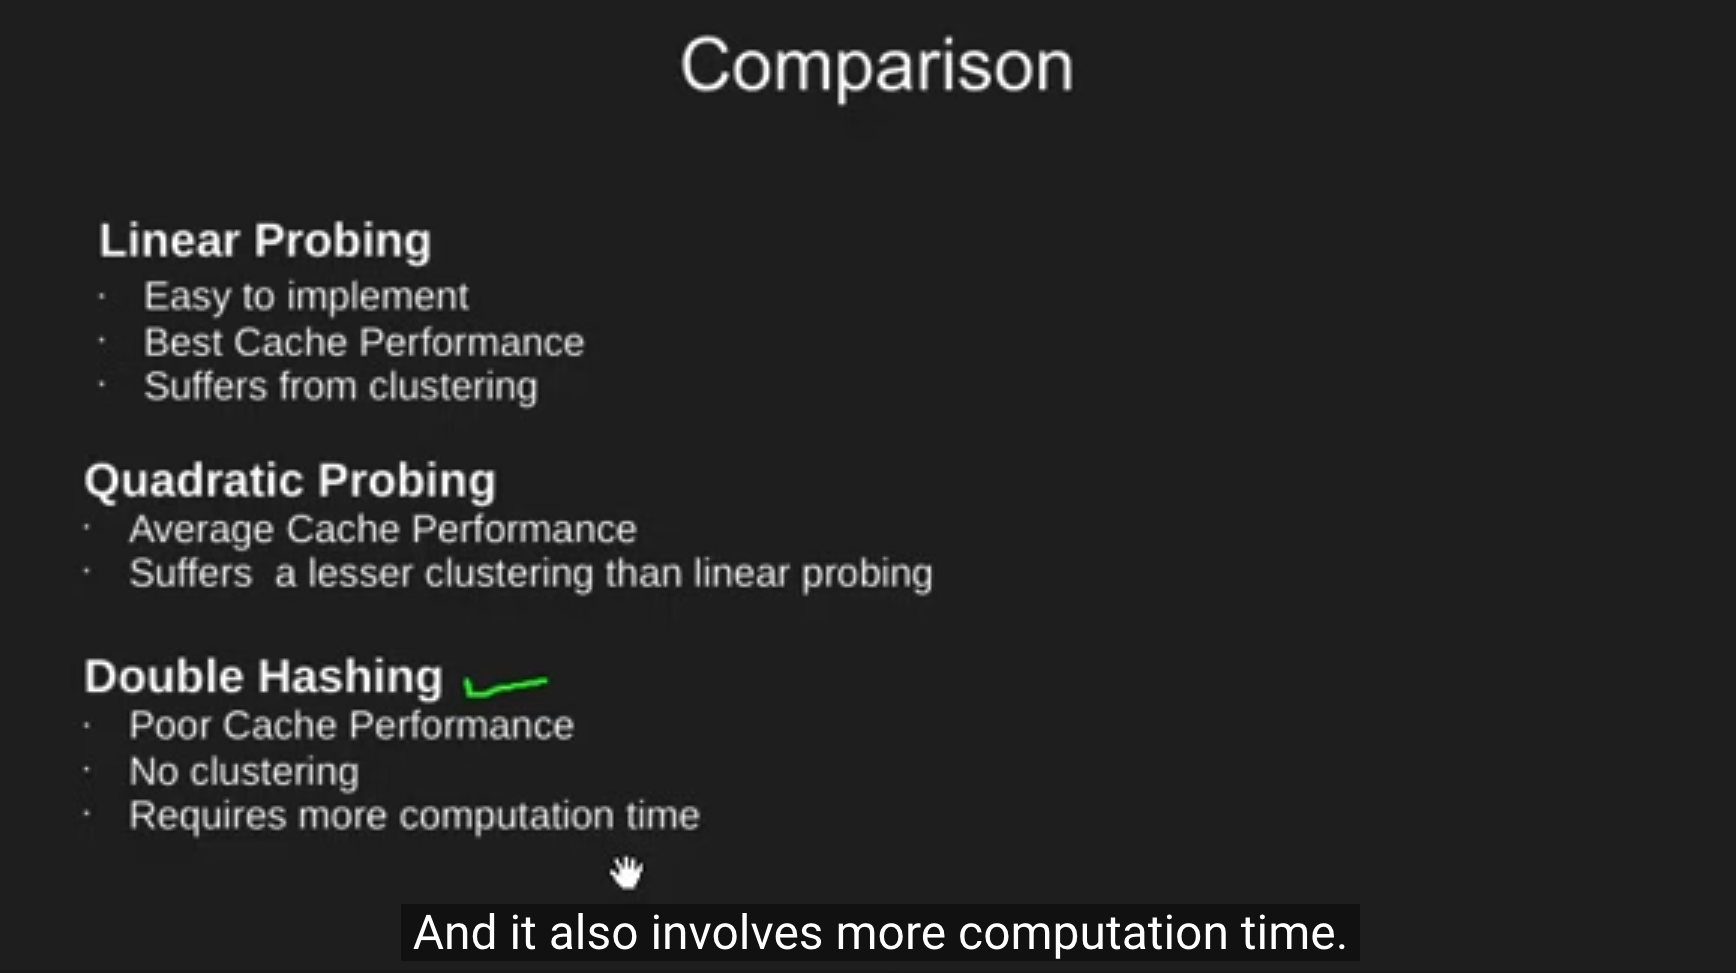 Comparison
Linear Probing
· Easy to implement
· Best Cache Performance
· Suffers from clustering
Quadratic Probing
· Average Cache Performance
· Suffers a lesser clustering than linear probing
Double Hashing
· Poor Cache Performance
· No clustering
· Requires more computation time
And it also involves more computation time.